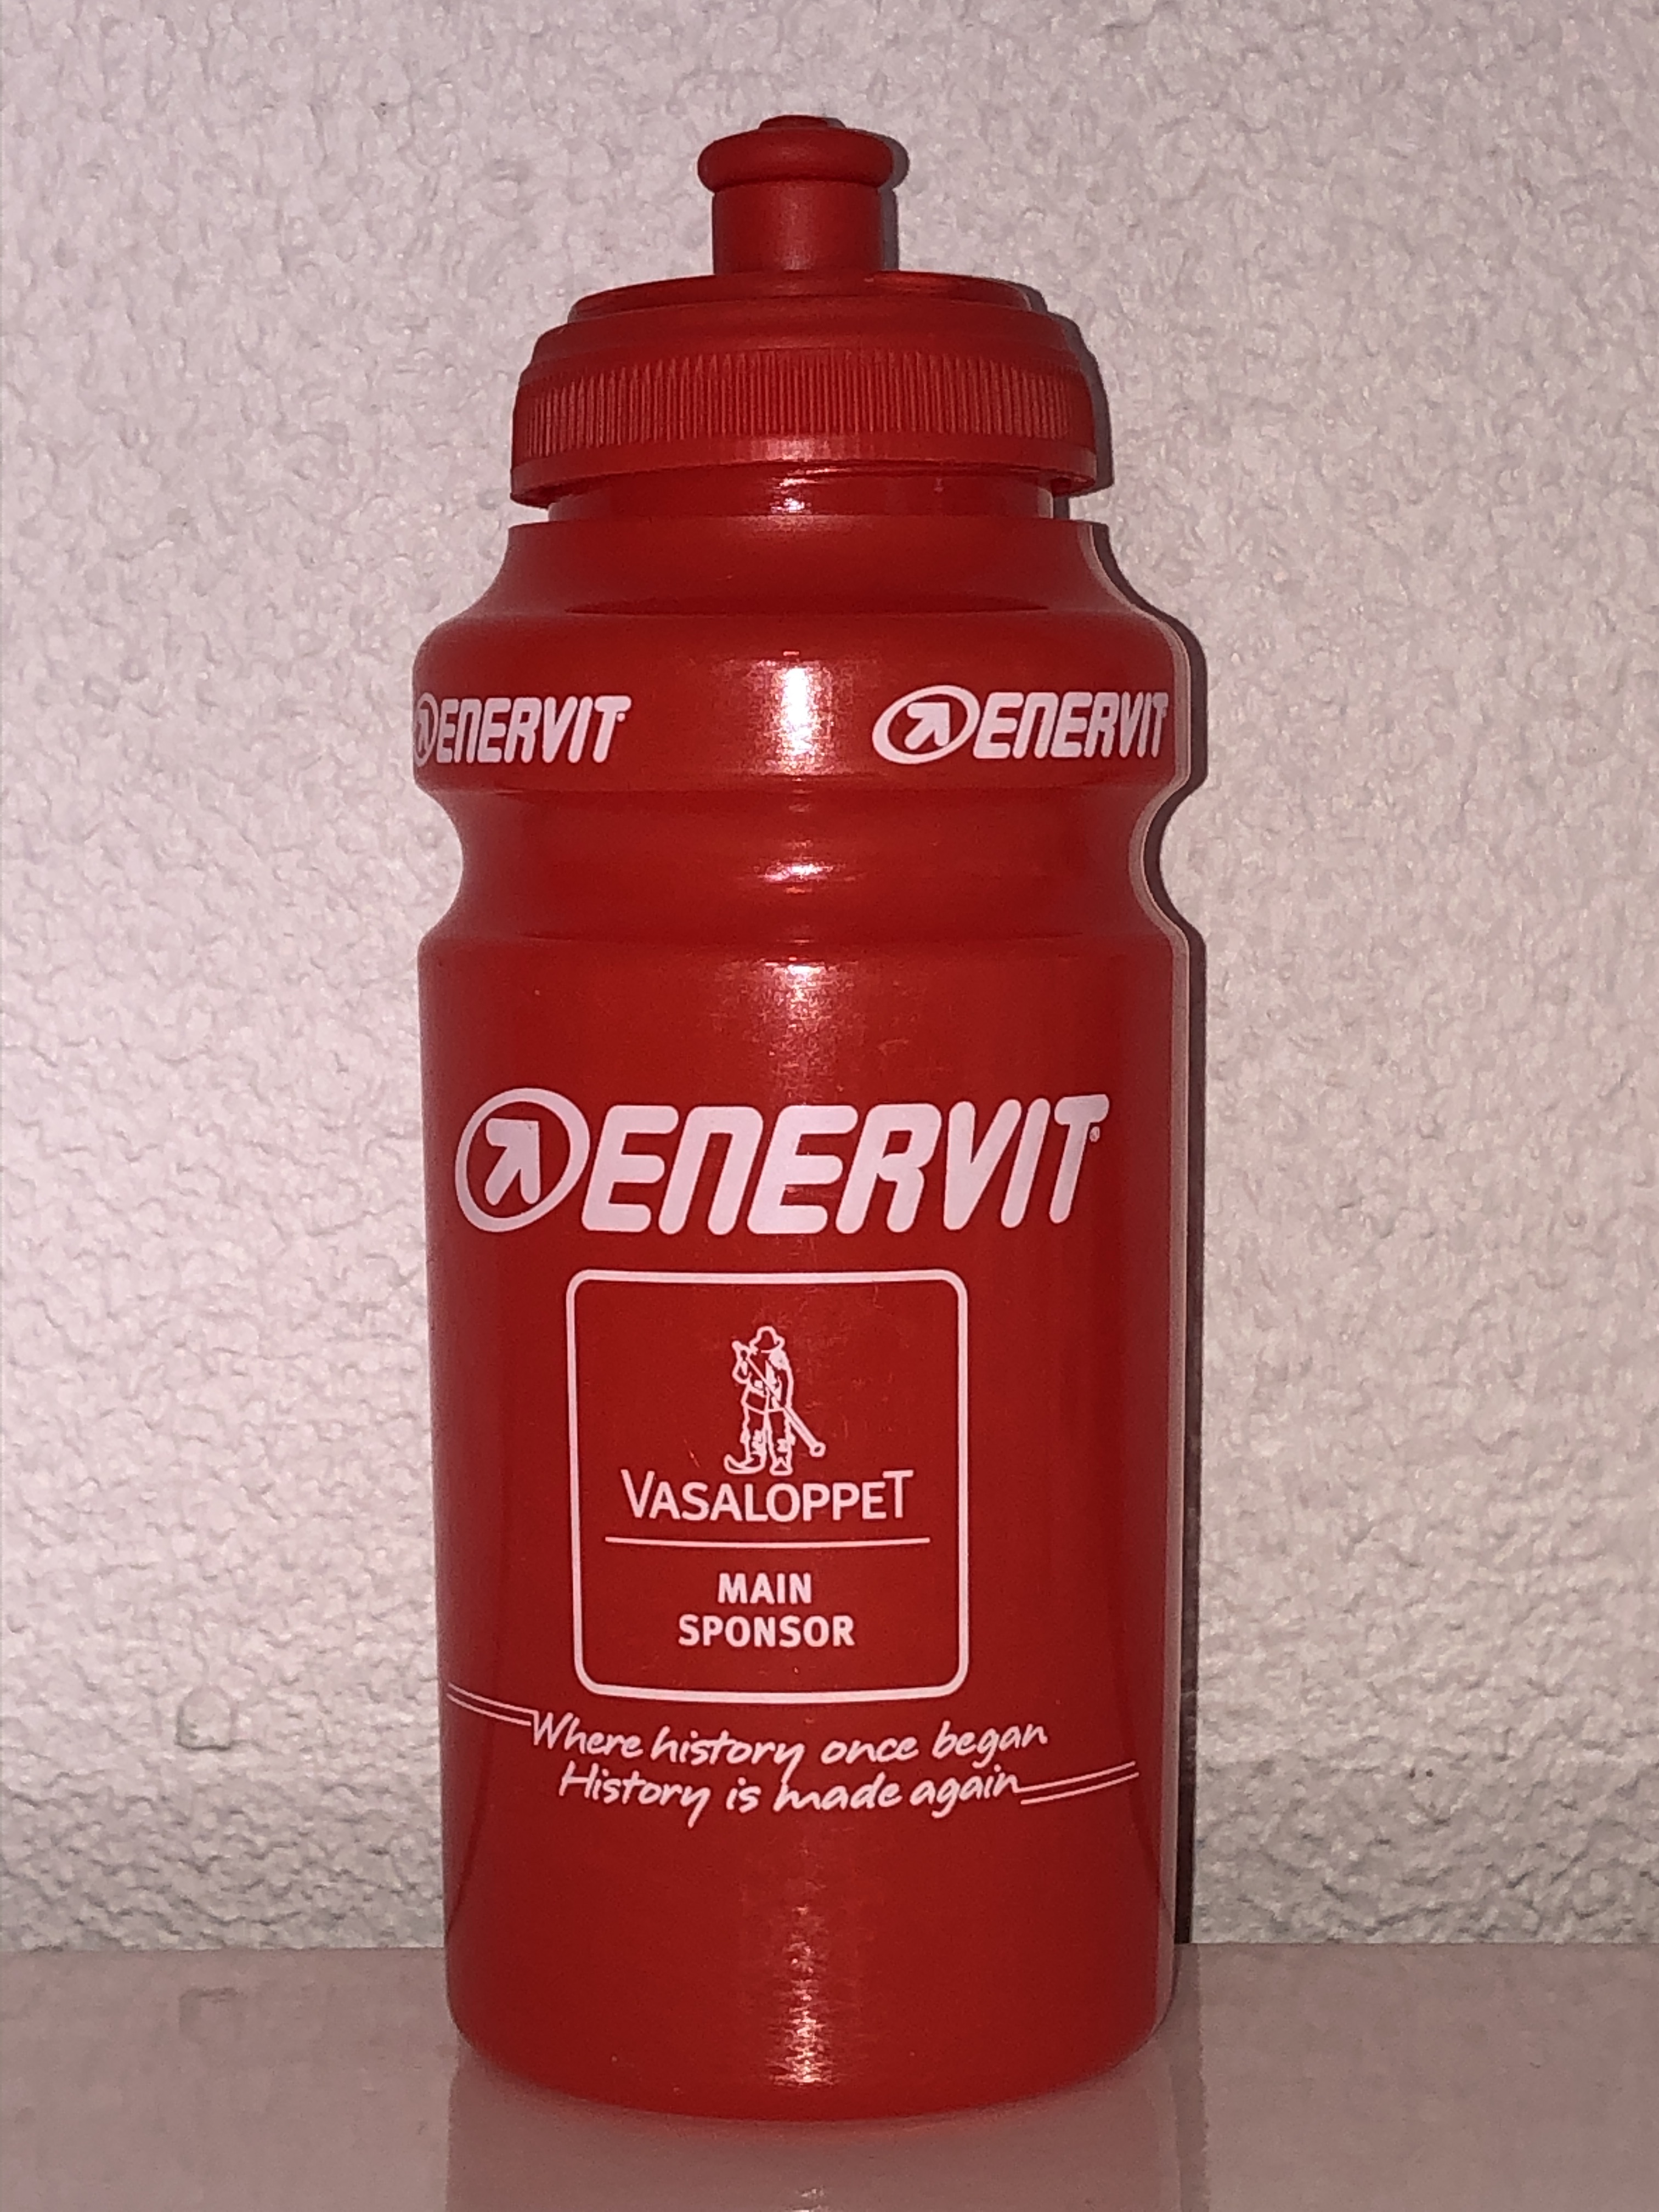 ENERVIT
ENERVIT
ENERVIT®
VASALOPPET
MAIN
SPONSOR
Where history once began
History is made again